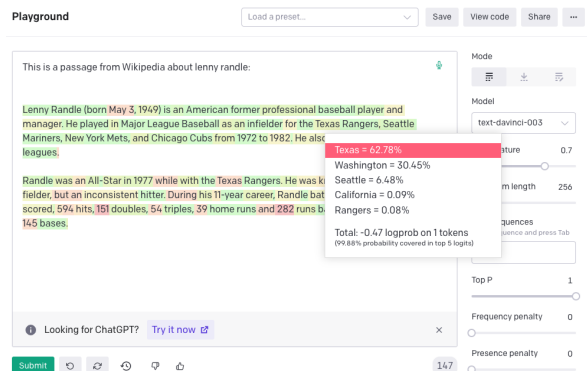 Playground
Load a preset...
Save
View code
Share
...
This is a passage from Wikipedia about lenny randle:
Lenny Randle (born May 3, 1949) is an American former professional baseball player and
manager. He played in Major League Baseball as an infielder for the Texas Rangers, Seattle
Mariners, New York Mets, and Chicago Cubs from 1972 to 1982. He also
leagues.
Randle was an All-Star in 1977 while with the Texas Rangers. He was k
fielder, but an inconsistent hitter. During his 11-year career, Randle bat
scored, 594 hits, 151 doubles, 54 triples, 39 home runs and 282 runs b
145 bases.
Texas = 62.78%
Washington = 30.45%
Seattle = 6.48%
California = 0.09%
Rangers = 0.08%
Total: -0.47 logprob on 1 tokens
(99.88% probability covered in top 5 logits)
Looking for ChatGPT?
Try it now
Submit
147
Mode
Model
text-davinci-003
ature
0.7
m length
256
quences
uence and press Tab
Top P
1
Frequency penalty
0
Presence penalty
0